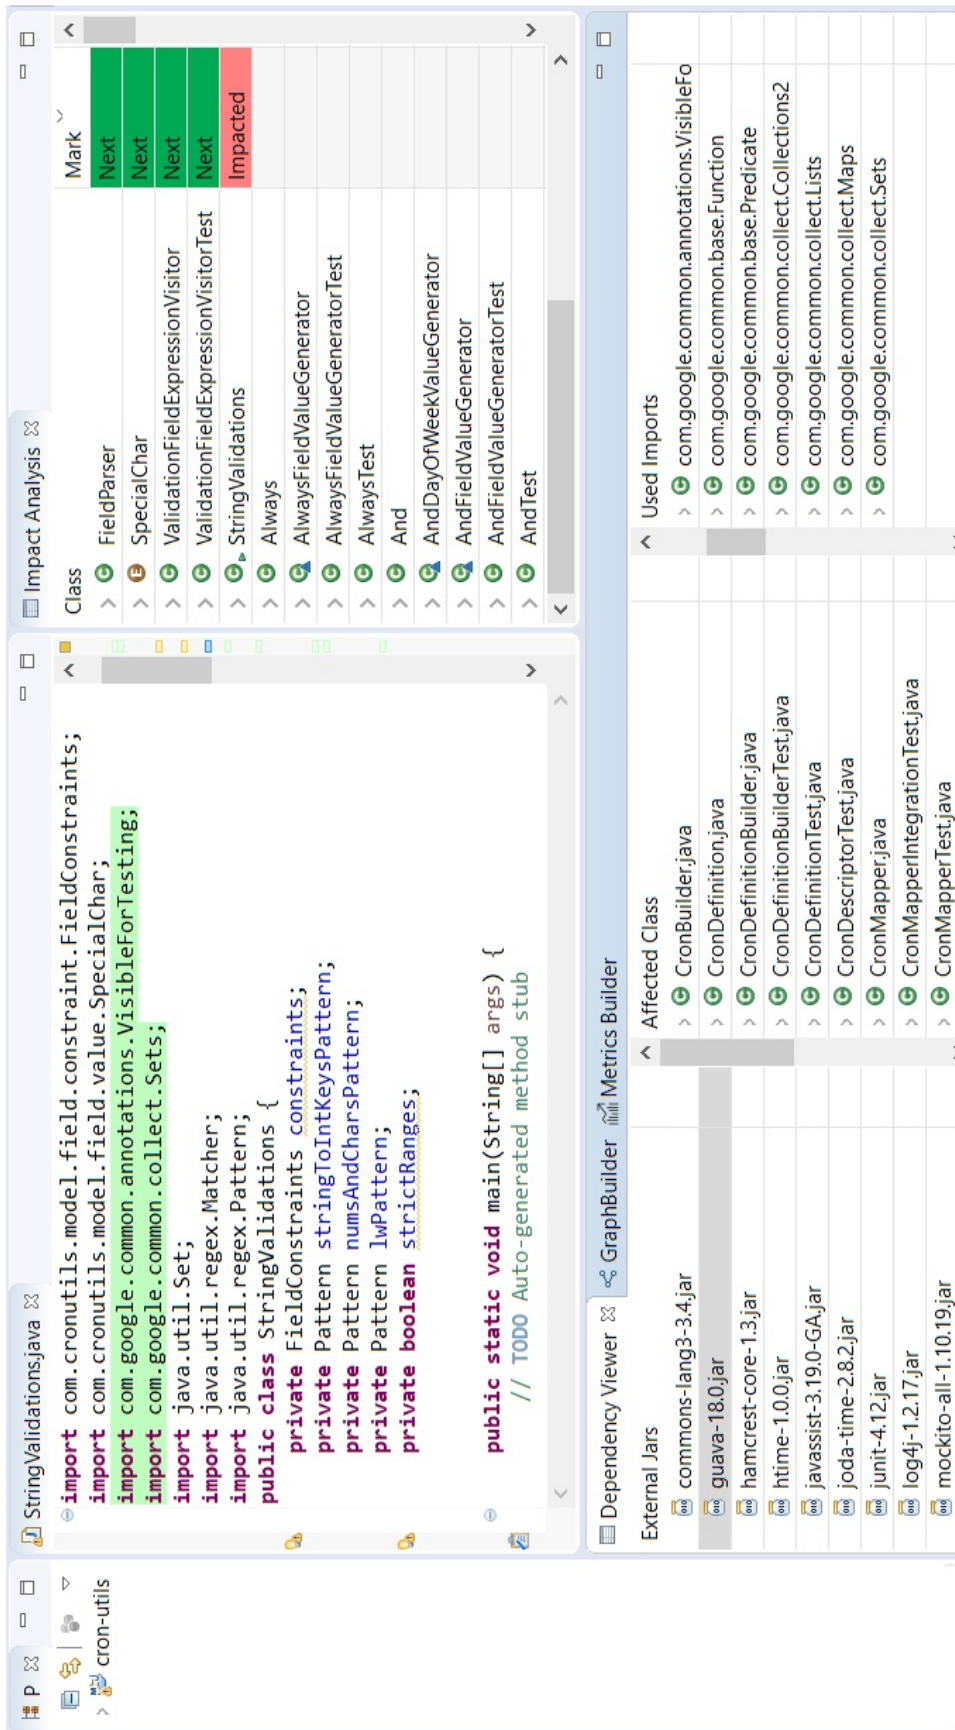 P
cron-utils
StringValidations.java
import com.cronutils.model.field.constraint.FieldConstraints;
import com.cronutils.model.field.value.SpecialChar;
import com.google.common.annotations.VisibleForTesting;
import com.google.common.collect.Sets;
import java.util.Set;
import java.util.regex.Matcher;
import java.util.regex.Pattern;
public class StringValidations {
private FieldConstraints constraints;
private Pattern stringToIntKeysPattern;
private Pattern numsAndCharsPattern;
private Pattern lwPattern;
private boolean strictRanges;
public static void main(String[] args) {
// TODO Auto-generated method stub
Impact Analysis
Class Mark
FieldParser Next
SpecialChar Next
ValidationFieldExpressionVisitor Next
ValidationFieldExpressionVisitorTest Next
StringValidations Impacted
Always
AlwaysFieldValueGenerator
AlwaysFieldValueGeneratorTest
AlwaysTest
And
AndDayOfWeekValueGenerator
AndFieldValueGenerator
AndFieldValueGeneratorTest
AndTest
Dependency Viewer GraphBuilder Metrics Builder
External Jars
commons-lang3-3.4.jar
guava-18.0.jar
hamcrest-core-1.3.jar
htime-1.0.0.jar
javassist-3.19.0-GA.jar
joda-time-2.8.2.jar
junit-4.12.jar
log4j-1.2.17.jar
mockito-all-1.10.19.jar
Affected Class
CronBuilder.java
CronDefinition.java
CronDefinitionBuilder.java
CronDefinitionBuilderTest.java
CronDefinitionTest.java
CronDescriptorTest.java
CronMapper.java
CronMapperIntegrationTest.java
CronMapperTest.java
Used Imports
com.google.common.annotations.VisibleFo
com.google.common.base.Function
com.google.common.base.Predicate
com.google.common.collect.Collections2
com.google.common.collect.Lists
com.google.common.collect.Maps
com.google.common.collect.Sets